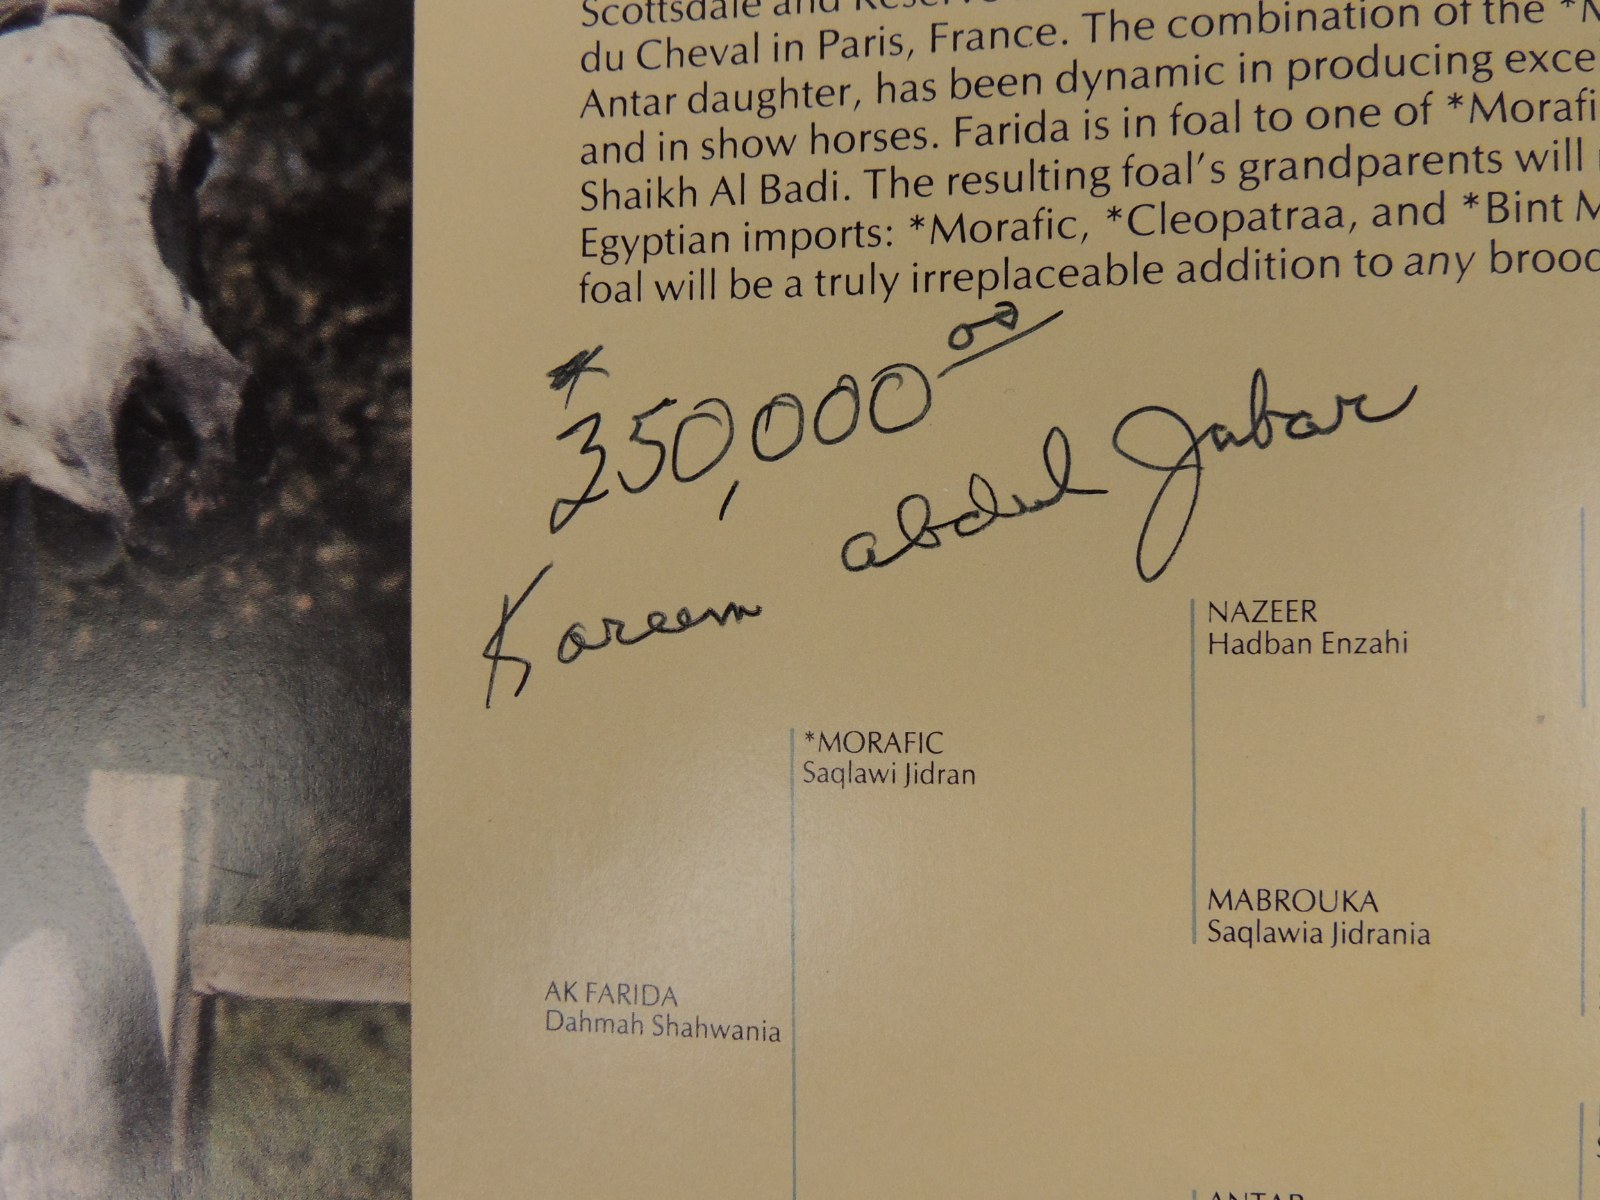 Scottsdale and Reserve
du Cheval in Paris, France. The combination of the *
Antar daughter, has been dynamic in producing
and in show horses. Farida is in foal to one of
Shaikh Al Badi. The resulting foal's grandparents will
Egyptian imports: *Morafic, *Cleopatraa, and *Bint
foal will be a truly irreplaceable addition to any
350,000 00
Kareem abdul Jabar
NAZEER
Hadban Enzahi
*MORAFIC
Saqlawi Jidran
MABROUKA
Saqlawia Jidrania
AK FARIDA
Dahmah Shahwania
ANTAR